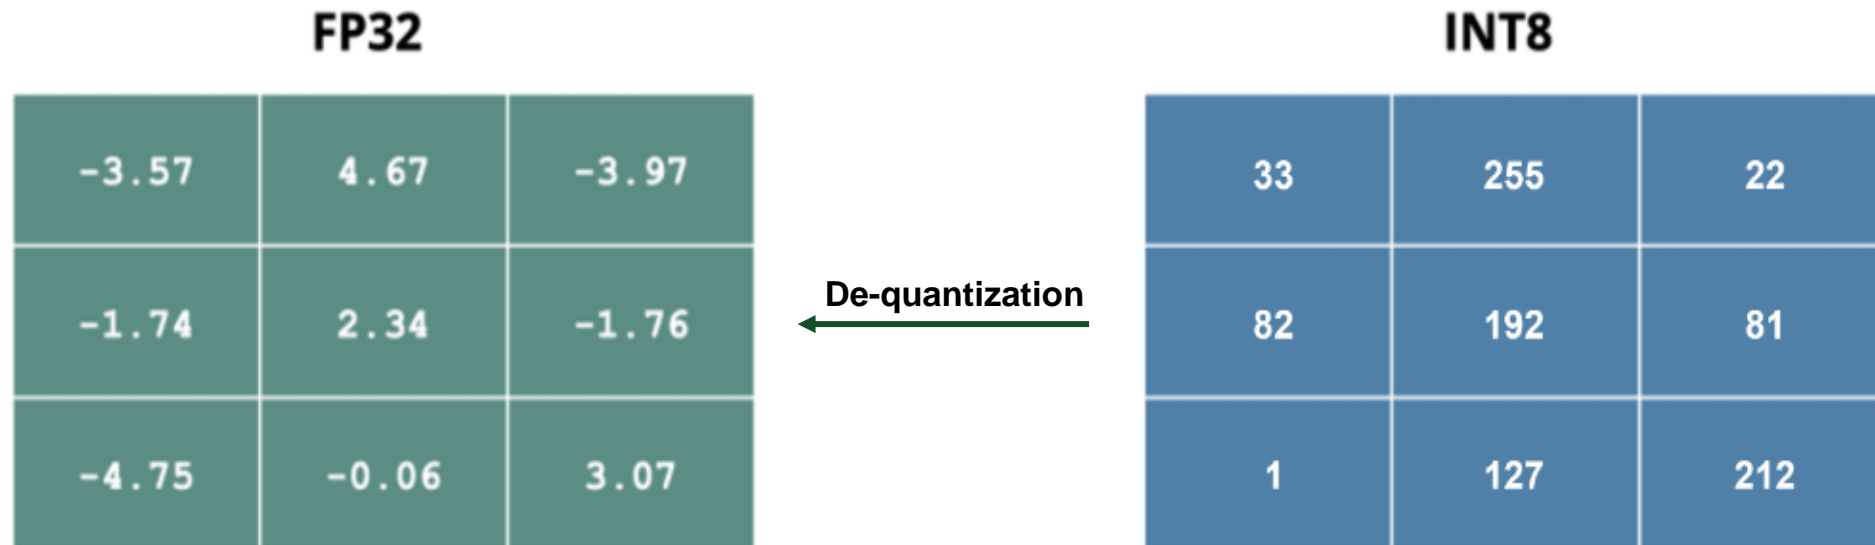 FP32 INT8
-3.57 4.67 -3.97 33 255 22
De-quantization
-1.74 2.34 -1.76 82 192 81
-4.75 -0.06 3.07 1 127 212